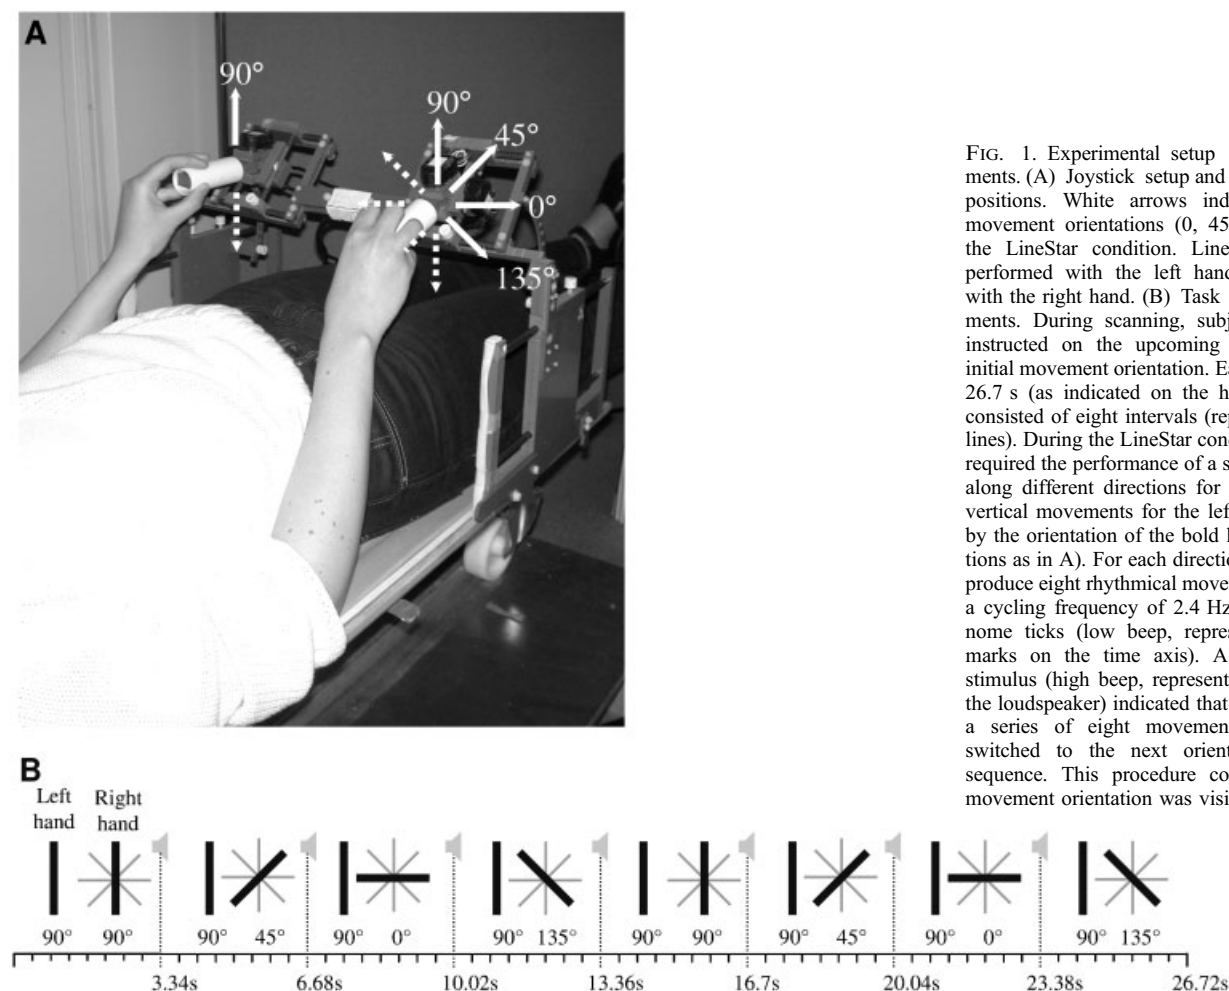 A
90°
90°
45°
0°
135°
FIG. 1. Experimental setup
ments. (A) Joystick setup and
positions. White arrows ind
movement orientations (0, 45
the LineStar condition. Line
performed with the left hand
with the right hand. (B) Task
ments. During scanning, subj
instructed on the upcoming
initial movement orientation. Ea
26.7 s (as indicated on the h
consisted of eight intervals (rep
lines). During the LineStar cond
required the performance of a s
along different directions for
vertical movements for the lef
by the orientation of the bold l
tions as in A). For each directio
produce eight rhythmical move
a cycling frequency of 2.4 Hz
nome ticks (low beep, repres
marks on the time axis). A
stimulus (high beep, represent
the loudspeaker) indicated that
a series of eight movemen
switched to the next orient
sequence. This procedure co
movement orientation was visi
B
Left hand
Right hand
90° 90° 90° 45° 90° 0° 90° 135° 90° 90° 90° 45° 90° 0° 90° 135°
3.34s 6.68s 10.02s 13.36s 16.7s 20.04s 23.38s 26.72s